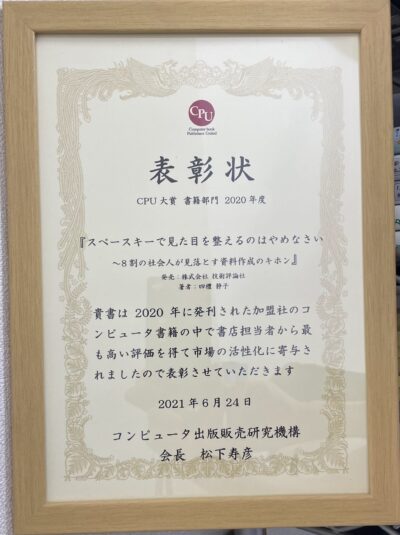 CPU
Computer book
Publishers United
表彰状
CPU大賞 書籍部門 2020年度
『スペースキーで見た目を整えるのはやめなさい
〜8割の社会人が見落とす資料作成のキホン』
発売：株式会社 技術評論社
著者：四禮 静子
貴書は 2020 年に発刊された加盟社のコ
ンピュータ書籍の中で書店担当者から最
も高い評価を得て市場の活性化に寄与さ
れましたので表彰させていただきます
2021年6月24日
コンピュータ出版販売研究機構
会長 松下寿彦